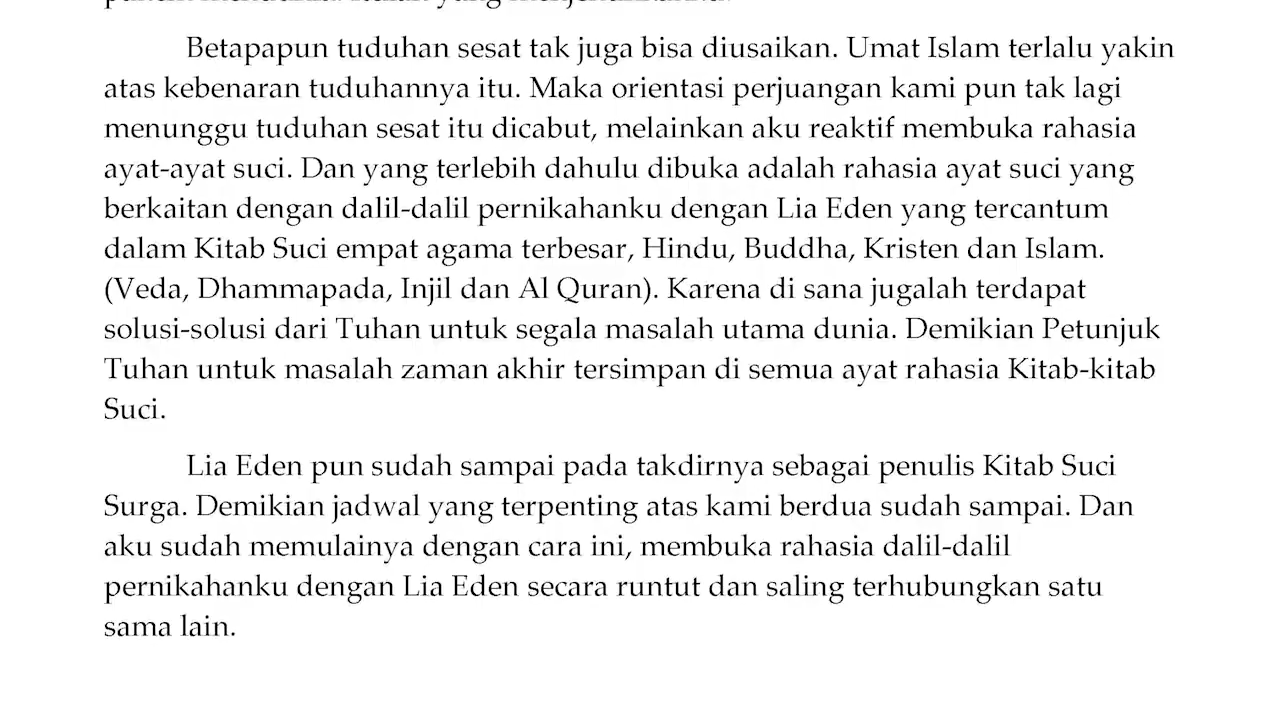 Betapapun tuduhan sesat tak juga bisa diusaikan. Umat Islam terlalu yakin
atas kebenaran tuduhannya itu. Maka orientasi perjuangan kami pun tak lagi
menunggu tuduhan sesat itu dicabut, melainkan aku reaktif membuka rahasia
ayat-ayat suci. Dan yang terlebih dahulu dibuka adalah rahasia ayat suci yang
berkaitan dengan dalil-dalil pernikahanku dengan Lia Eden yang tercantum
dalam Kitab Suci empat agama terbesar, Hindu, Buddha, Kristen dan Islam.
(Veda, Dhammapada, Injil dan Al Quran). Karena di sana jugalah terdapat
solusi-solusi dari Tuhan untuk segala masalah utama dunia. Demikian Petunjuk
Tuhan untuk masalah zaman akhir tersimpan di semua ayat rahasia Kitab-kitab
Suci.
Lia Eden pun sudah sampai pada takdirnya sebagai penulis Kitab Suci
Surga. Demikian jadwal yang terpenting atas kami berdua sudah sampai. Dan
aku sudah memulainya dengan cara ini, membuka rahasia dalil-dalil
pernikahanku dengan Lia Eden secara runtut dan saling terhubungkan satu
sama lain.